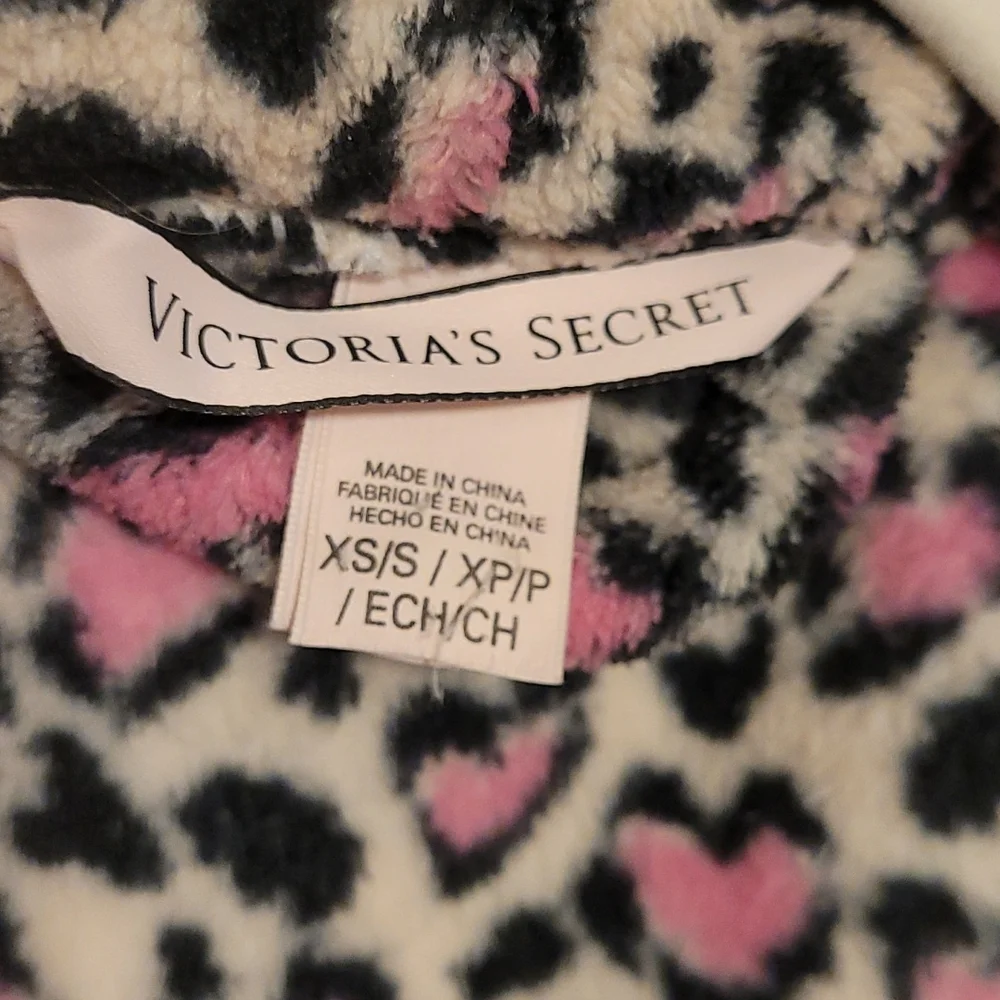 VICTORIA'S SECRET
MADE IN CHINA
FABRIQUÉ EN CHINE
HECHO EN CHINA
XS/S / XP/P
/ ECH/CH